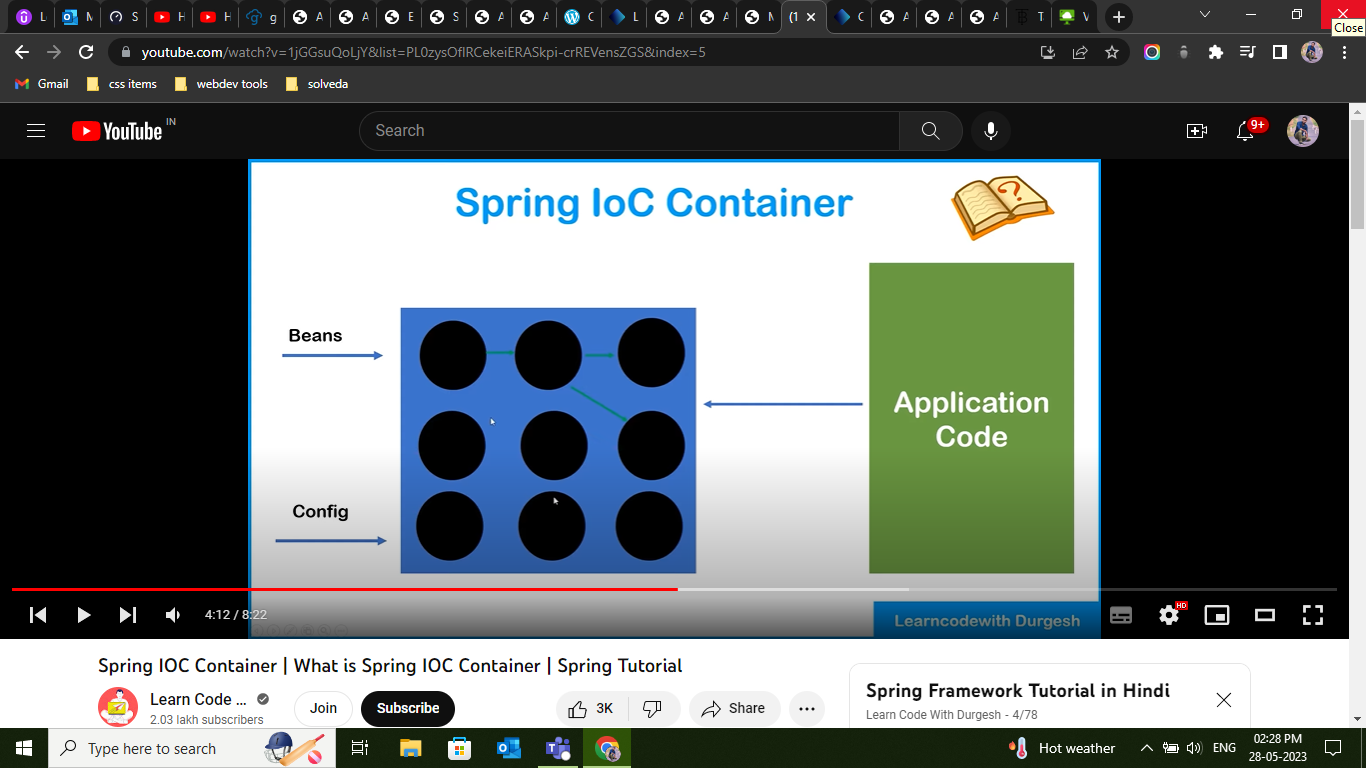 L
M
S
H
H
g
A
A
E
S
A
A
C
L
A
A
M
(1
C
A
A
A
T
V
Close
youtube.com/watch?v=1jGGsuQoLjY&list=PL0zysOflRCekeiERASkpi-crREVensZGS&index=5
Gmail
css items
webdev tools
solveda
YouTube IN
Search
9+
Spring IoC Container
?
Beans
Application
Code
Config
4:12 / 8:22
HD
Learncodewith Durgesh
Spring IOC Container | What is Spring IOC Container | Spring Tutorial
Learn Code ...
2.03 lakh subscribers
Join
Subscribe
3K
Share
Spring Framework Tutorial in Hindi
Learn Code With Durgesh - 4/78
Type here to search
Hot weather
ENG
02:28 PM
28-05-2023